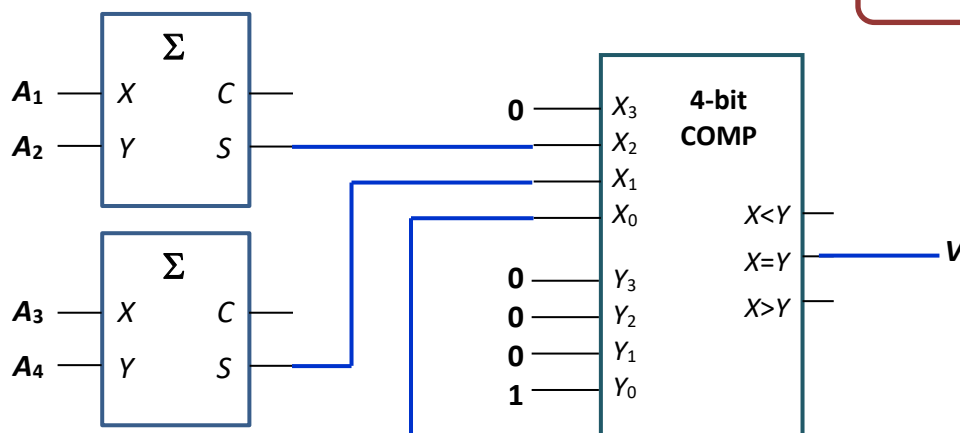 Σ
A₁ X C
A₂ Y S
Σ
A₃ X C
A₄ Y S
4-bit
COMP
0 X₃
X₂
X₁
X₀
0 Y₃
0 Y₂
0 Y₁
1 Y₀
X<Y
X=Y V
X>Y